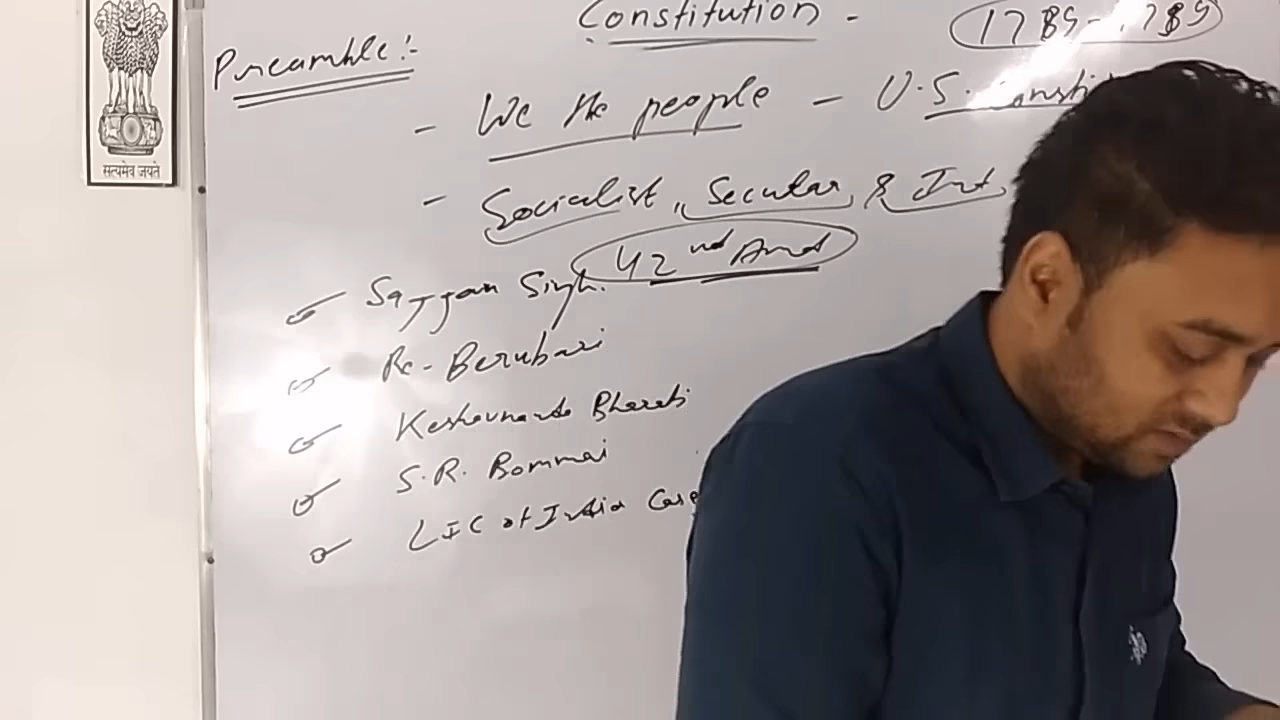 Constitution -
1789-1789
Preamble:-
- We the people - U.S. Consti
- Socialist, Secular, & Int,
42nd Amd
Sajjan Singh.
Re-Berubari
Keshavnanda Bharati
S.R. Bommai
LIC of India Case
सत्यमेव जयते